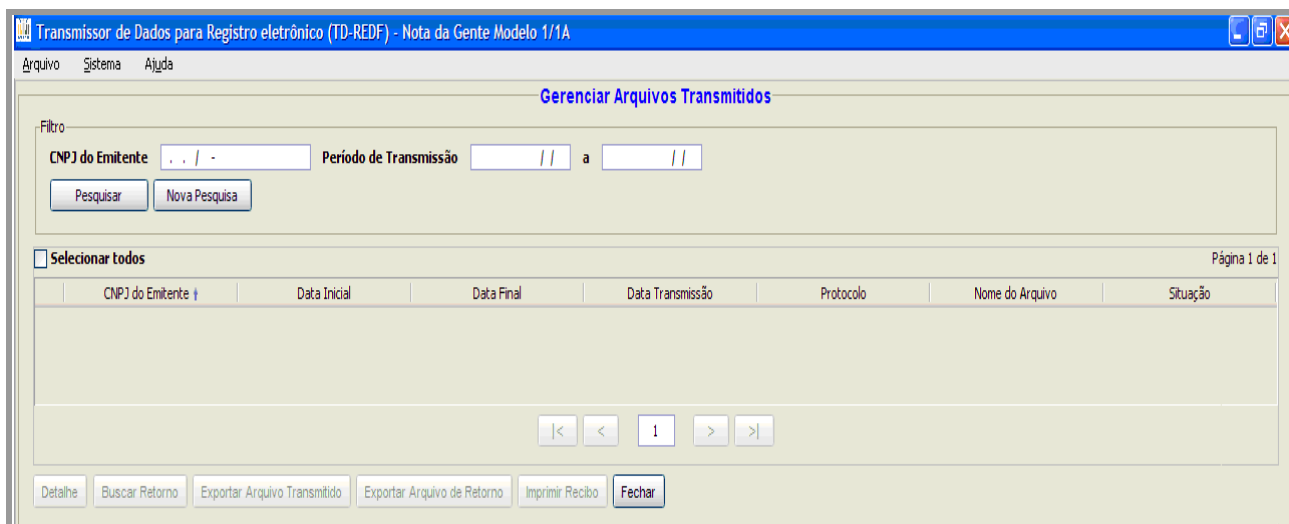 Transmissor de Dados para Registro eletrônico (TD-REDF) - Nota da Gente Modelo 1/1A
Arquivo Sistema Ajuda
Gerenciar Arquivos Transmitidos
Filtro
CNPJ do Emitente . . / - Período de Transmissão / / a / /
Pesquisar Nova Pesquisa
Selecionar todos Página 1 de 1
CNPJ do Emitente Data Inicial Data Final Data Transmissão Protocolo Nome do Arquivo Situação
|< < 1 > >|
Detalhe Buscar Retorno Exportar Arquivo Transmitido Exportar Arquivo de Retorno Imprimir Recibo Fechar